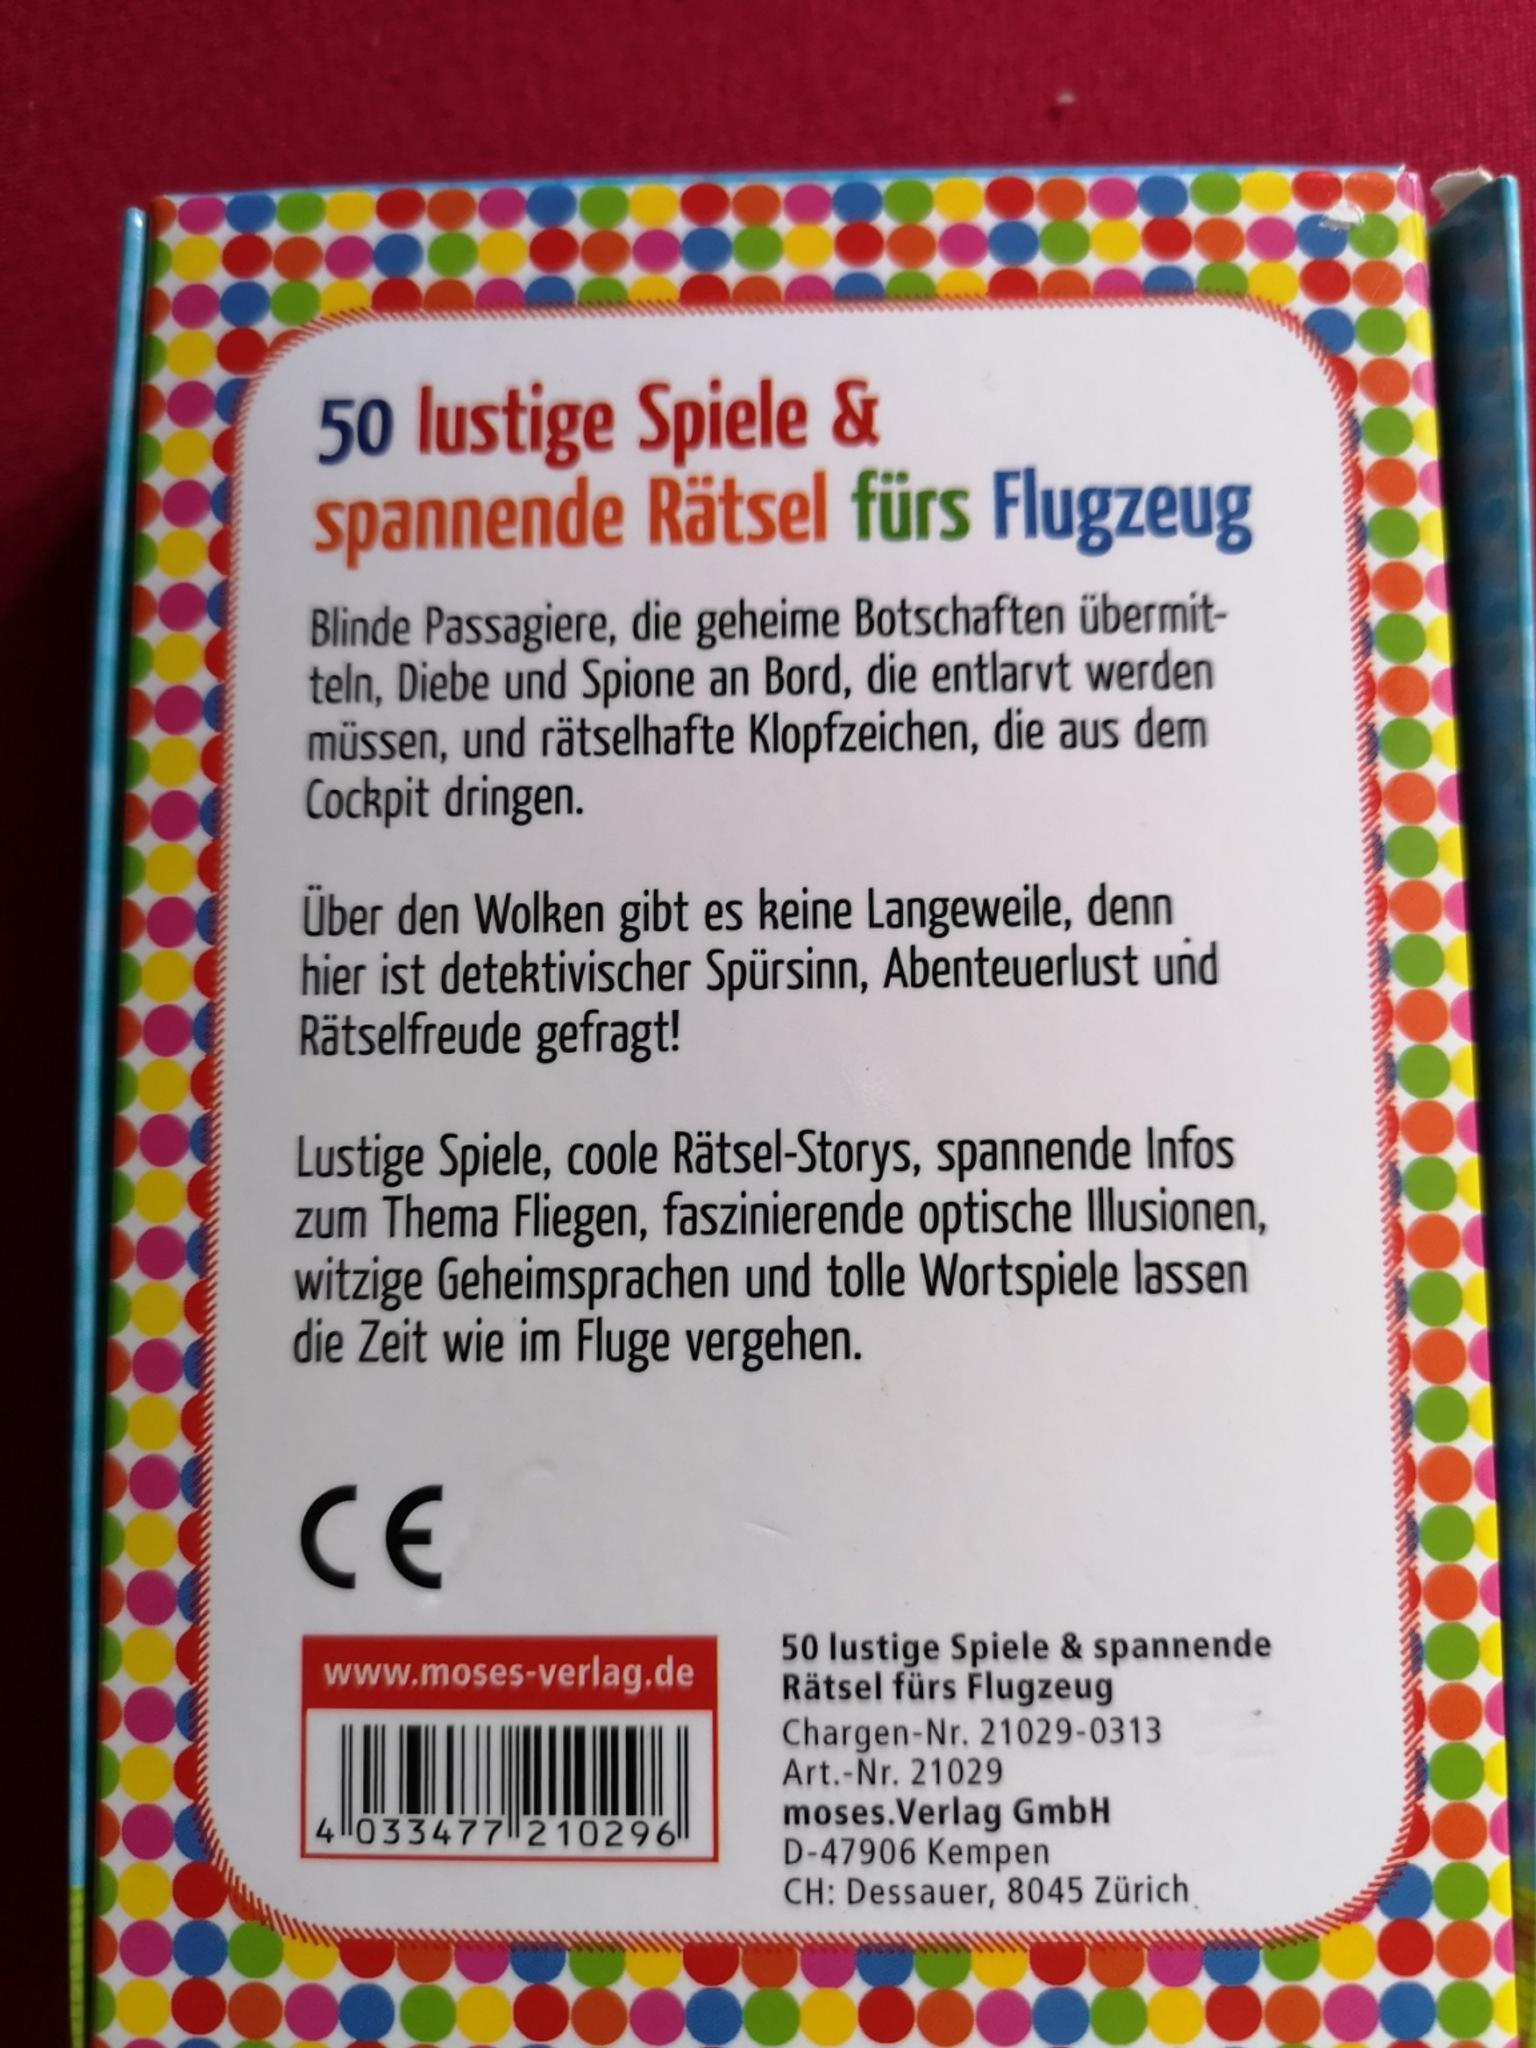 50 lustige Spiele &
spannende Rätsel fürs Flugzeug
Blinde Passagiere, die geheime Botschaften übermit-
teln, Diebe und Spione an Bord, die entlarvt werden
müssen, und rätselhafte Klopfzeichen, die aus dem
Cockpit dringen.
Über den Wolken gibt es keine Langeweile, denn
hier ist detektivischer Spürsinn, Abenteuerlust und
Rätselfreude gefragt!
Lustige Spiele, coole Rätsel-Storys, spannende Infos
zum Thema Fliegen, faszinierende optische Illusionen,
witzige Geheimsprachen und tolle Wortspiele lassen
die Zeit wie im Fluge vergehen.
CE
www.moses-verlag.de
4 033477 210296
50 lustige Spiele & spannende
Rätsel fürs Flugzeug
Chargen-Nr. 21029-0313
Art.-Nr. 21029
moses.Verlag GmbH
D-47906 Kempen
CH: Dessauer, 8045 Zürich